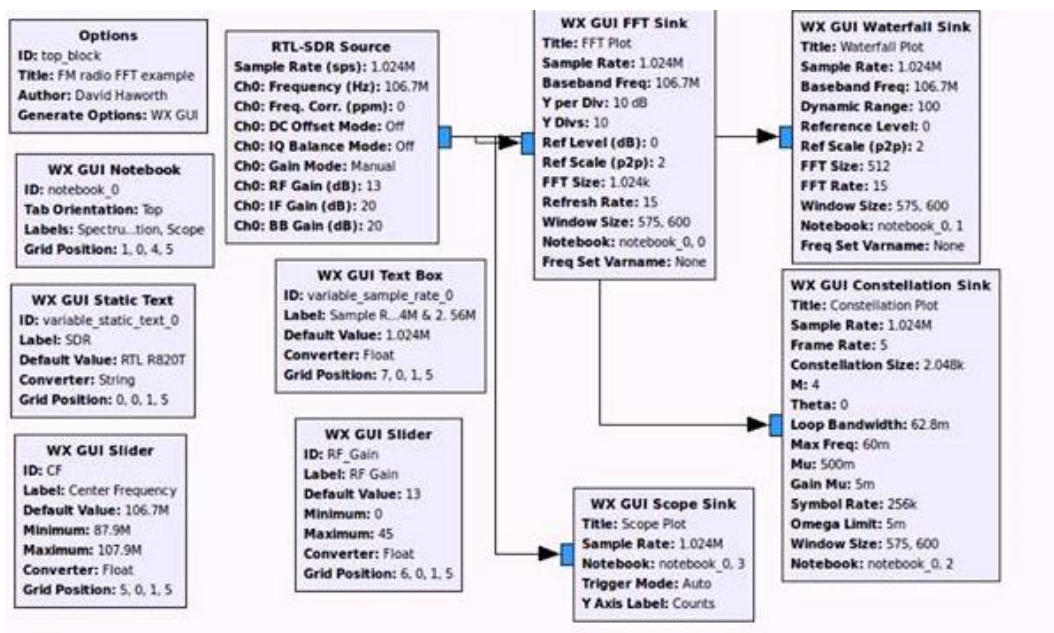 Options
ID: top_block
Title: FM radio FFT example
Author: David Haworth
Generate Options: WX GUI
WX GUI Notebook
ID: notebook_0
Tab Orientation: Top
Labels: Spectru...tion, Scope
Grid Position: 1, 0, 4, 5
WX GUI Static Text
ID: variable_static_text_0
Label: SDR
Default Value: RTL R820T
Converter: String
Grid Position: 0, 0, 1, 5
WX GUI Slider
ID: CF
Label: Center Frequency
Default Value: 106.7M
Minimum: 87.9M
Maximum: 107.9M
Converter: Float
Grid Position: 5, 0, 1, 5
RTL-SDR Source
Sample Rate (sps): 1.024M
Ch0: Frequency (Hz): 106.7M
Ch0: Freq. Corr. (ppm): 0
Ch0: DC Offset Mode: Off
Ch0: IQ Balance Mode: Off
Ch0: Gain Mode: Manual
Ch0: RF Gain (dB): 13
Ch0: IF Gain (dB): 20
Ch0: BB Gain (dB): 20
WX GUI Text Box
ID: variable_sample_rate_0
Label: Sample R...4M & 2. 56M
Default Value: 1.024M
Converter: Float
Grid Position: 7, 0, 1, 5
WX GUI Slider
ID: RF_Gain
Label: RF Gain
Default Value: 13
Minimum: 0
Maximum: 45
Converter: Float
Grid Position: 6, 0, 1, 5
WX GUI FFT Sink
Title: FFT Plot
Sample Rate: 1.024M
Baseband Freq: 106.7M
Y per Div: 10 dB
Y Divs: 10
Ref Level (dB): 0
Ref Scale (p2p): 2
FFT Size: 1.024k
Refresh Rate: 15
Window Size: 575, 600
Notebook: notebook_0, 0
Freq Set Varname: None
WX GUI Scope Sink
Title: Scope Plot
Sample Rate: 1.024M
Notebook: notebook_0, 3
Trigger Mode: Auto
Y Axis Label: Counts
WX GUI Waterfall Sink
Title: Waterfall Plot
Sample Rate: 1.024M
Baseband Freq: 106.7M
Dynamic Range: 100
Reference Level: 0
Ref Scale (p2p): 2
FFT Size: 512
FFT Rate: 15
Window Size: 575, 600
Notebook: notebook_0, 1
Freq Set Varname: None
WX GUI Constellation Sink
Title: Constellation Plot
Sample Rate: 1.024M
Frame Rate: 5
Constellation Size: 2.048k
M: 4
Theta: 0
Loop Bandwidth: 62.8m
Max Freq: 60m
Mu: 500m
Gain Mu: 5m
Symbol Rate: 256k
Omega Limit: 5m
Window Size: 575, 600
Notebook: notebook_0, 2